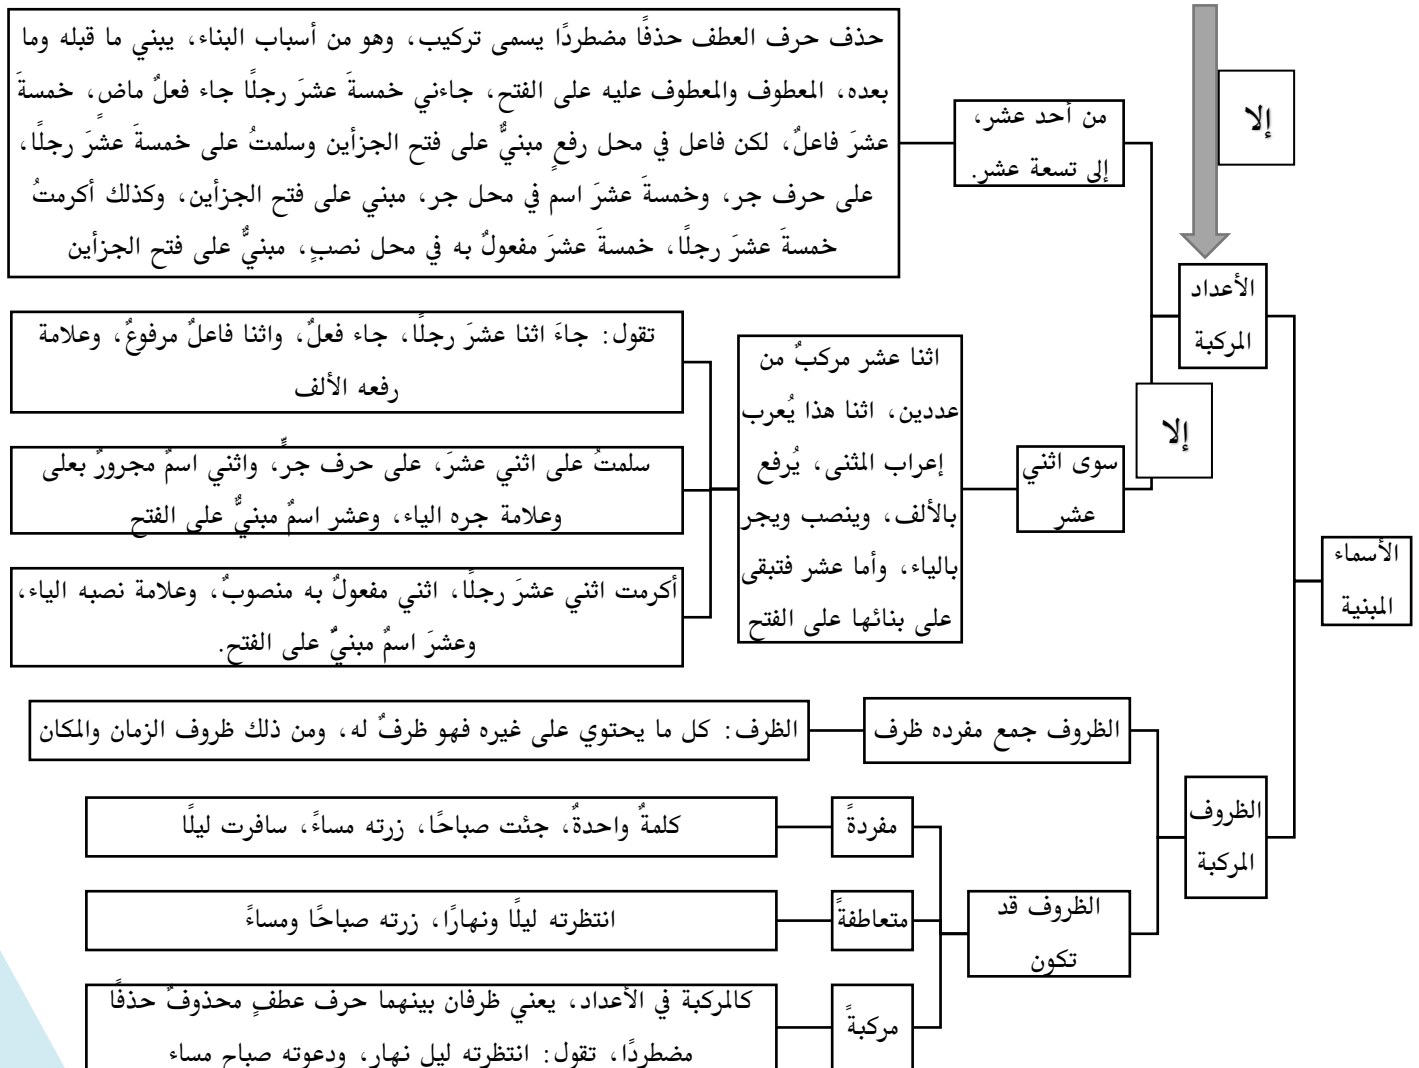 الأسماء
المبنية
الأعداد
المركبة
إلا
من أحد عشر،
إلى تسعة عشر.
حذف حرف العطف حذفًا مضطردًا يسمى تركيب، وهو من أسباب البناء، يبني ما قبله وما
بعده، المعطوف والمعطوف عليه على الفتح، جاءني خمسةَ عشرَ رجلًا جاء فعلٌ ماضٍ، خمسةَ
عشرَ فاعلٌ، لكن فاعل في محل رفعٍ مبنيٌّ على فتح الجزأين وسلمتُ على خمسةَ عشرَ رجلًا،
على حرف جر، وخمسةَ عشرَ اسم في محل جر، مبني على فتح الجزأين، وكذلك أكرمتُ
خمسةَ عشرَ رجلًا، خمسةَ عشرَ مفعولٌ به في محل نصبٍ، مبنيٌّ على فتح الجزأين
إلا
سوى اثني
عشر
اثنا عشر مركبٌ من
عددين، اثنا هذا يُعرب
إعراب المثنى، يُرفع
بالألف، وينصب ويجر
بالياء، وأما عشر فتبقى
على بنائها على الفتح
تقول: جاءَ اثنا عشرَ رجلًا، جاء فعلٌ، واثنا فاعلٌ مرفوعٌ، وعلامة
رفعه الألف
سلمتُ على اثني عشرَ، على حرف جرٍّ، واثني اسمٌ مجرورٌ بعلى
وعلامة جره الياء، وعشر اسمٌ مبنيٌّ على الفتح
أكرمت اثني عشرَ رجلًا، اثني مفعولٌ به منصوبٌ، وعلامة نصبه الياء،
وعشرَ اسمٌ مبنيٌّ على الفتح.
الظروف
المركبة
الظروف جمع مفرده ظرف
الظرف: كل ما يحتوي على غيره فهو ظرفٌ له، ومن ذلك ظروف الزمان والمكان
الظروف قد
تكون
مفردةً
كلمةٌ واحدةٌ، جئت صباحًا، زرته مساءً، سافرت ليلًا
متعاطفةً
انتظرته ليلًا ونهارًا، زرته صباحًا ومساءً
مركبةً
كالمركبة في الأعداد، يعني ظرفان بينهما حرف عطفٍ محذوفٌ حذفًا
مضطردًا، تقول: انتظرته ليل نهار، ودعوته صباح مساء